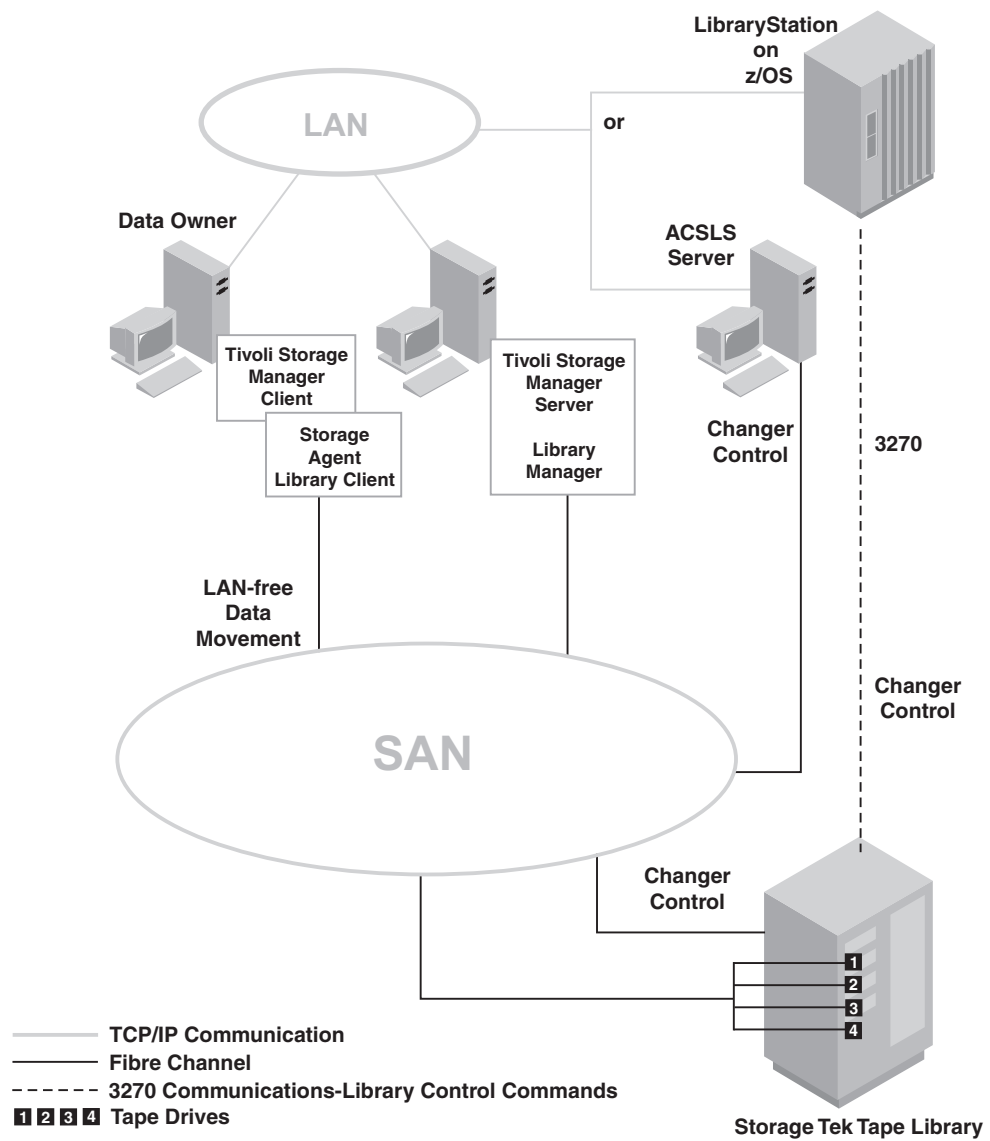 LibraryStation
on
z/OS
LAN
or
Data Owner
ACSLS
Server
Tivoli Storage
Manager
Client
Storage
Agent
Library Client
Tivoli Storage
Manager
Server
Library
Manager
Changer
Control
3270
LAN-free
Data
Movement
Changer
Control
SAN
Changer
Control
1
2
3
4
TCP/IP Communication
Fibre Channel
3270 Communications-Library Control Commands
1 2 3 4 Tape Drives
Storage Tek Tape Library